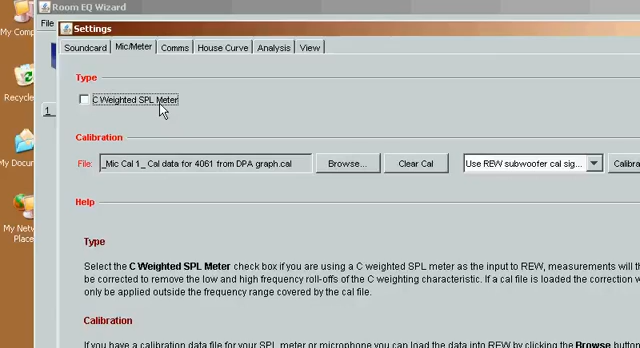 Room EQ Wizard
My Comp
File
Settings
Soundcard Mic/Meter Comms House Curve Analysis View
Type
Recycle
C Weighted SPL Meter
1
Calibration
My Docum
File: _Mic Cal 1_ Cal data for 4061 from DPA graph.cal Browse... Clear Cal Use REW subwoofer cal sig... Calibra
Help
My Netw
Place
Type
Select the C Weighted SPL Meter check box if you are using a C weighted SPL meter as the input to REW, measurements will th
be corrected to remove the low and high frequency roll-offs of the C weighting characteristic. If a cal file is loaded the correction w
only be applied outside the frequency range covered by the cal file.
Calibration
If you have a calibration data file for your SPL meter or microphone you can load the data into REW by clicking the Browse button